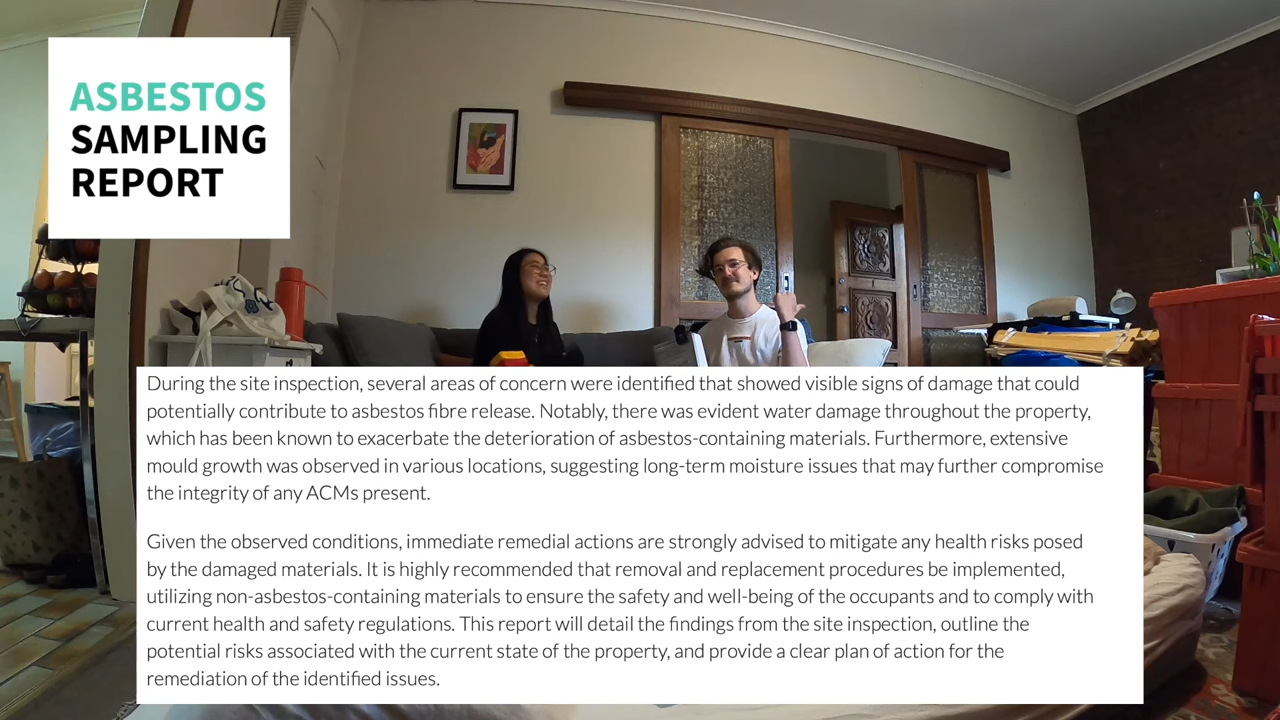 ASBESTOS
SAMPLING
REPORT
During the site inspection, several areas of concern were identified that showed visible signs of damage that could
potentially contribute to asbestos fibre release. Notably, there was evident water damage throughout the property,
which has been known to exacerbate the deterioration of asbestos-containing materials. Furthermore, extensive
mould growth was observed in various locations, suggesting long-term moisture issues that may further compromise
the integrity of any ACMs present.
Given the observed conditions, immediate remedial actions are strongly advised to mitigate any health risks posed
by the damaged materials. It is highly recommended that removal and replacement procedures be implemented,
utilizing non-asbestos-containing materials to ensure the safety and well-being of the occupants and to comply with
current health and safety regulations. This report will detail the findings from the site inspection, outline the
potential risks associated with the current state of the property, and provide a clear plan of action for the
remediation of the identified issues.